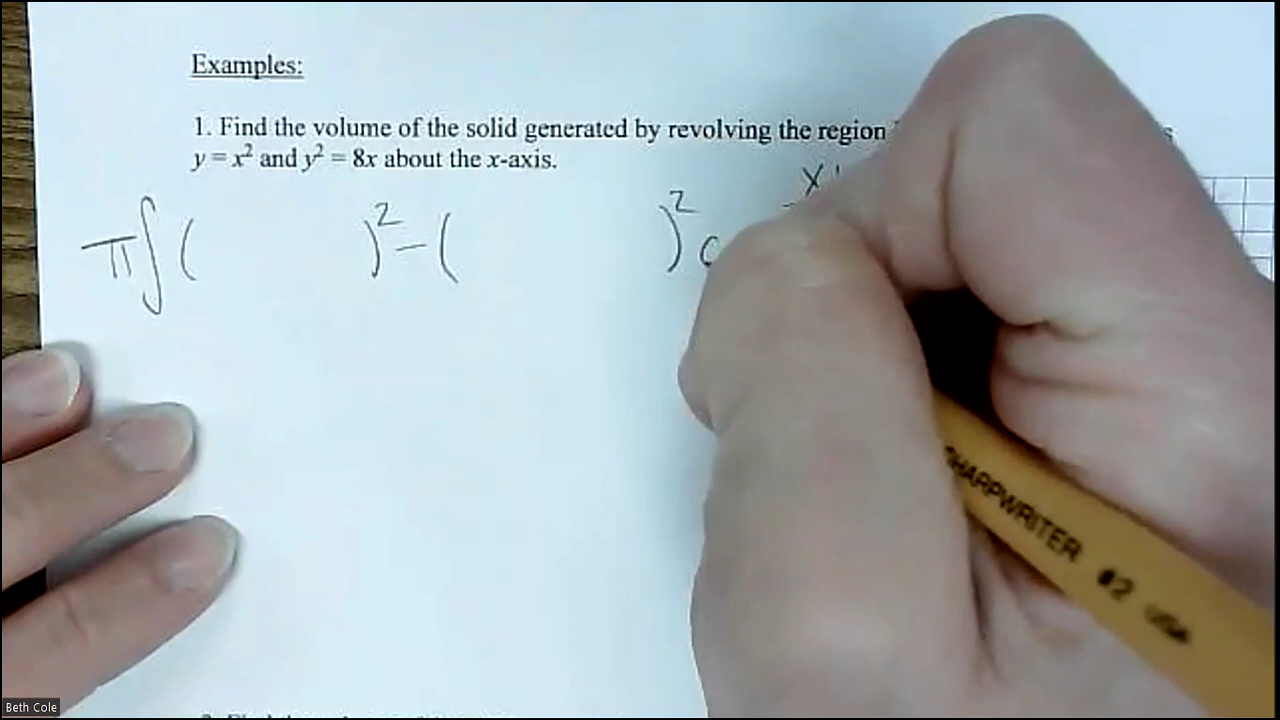 Examples:
1. Find the volume of the solid generated by revolving the region
y = x² and y² = 8x about the x-axis.
x
π∫( )² − ( )²
SHARPWRITER #2 USA
Beth Cole